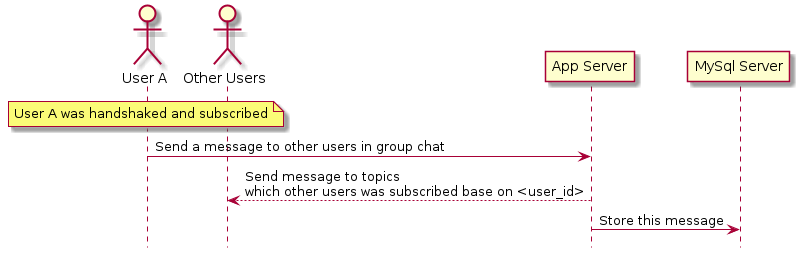 User A
Other Users
App Server
MySql Server
User A was handshaked and subscribed
Send a message to other users in group chat
Send message to topics
which other users was subscribed base on <user_id>
Store this message